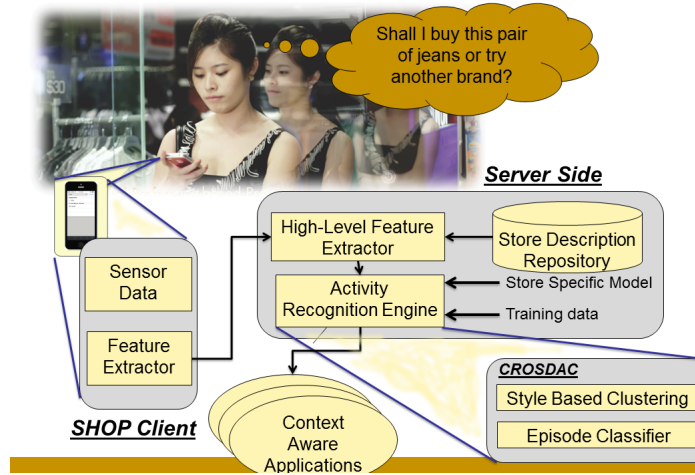 Shall I buy this pair
of jeans or try
another brand?
$30
Server Side
High-Level Feature
Extractor
Store Description
Repository
Sensor
Data
Activity
Recognition Engine
Store Specific Model
Training data
Feature
Extractor
CROSDAC
Style Based Clustering
SHOP Client
Context
Aware
Applications
Episode Classifier